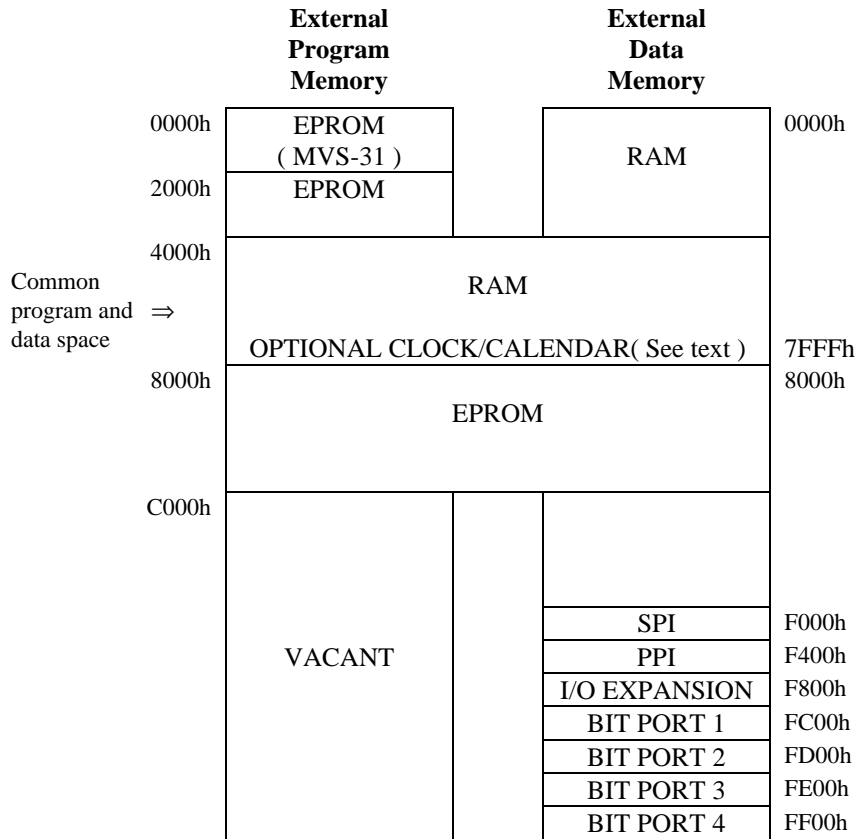 External External
Program Data
Memory Memory
0000h EPROM 0000h
( MVS-31 ) RAM
2000h EPROM
4000h
Common RAM
program and ⇒
data space
OPTIONAL CLOCK/CALENDAR( See text ) 7FFFh
8000h 8000h
EPROM
C000h
SPI F000h
VACANT PPI F400h
I/O EXPANSION F800h
BIT PORT 1 FC00h
BIT PORT 2 FD00h
BIT PORT 3 FE00h
BIT PORT 4 FF00h